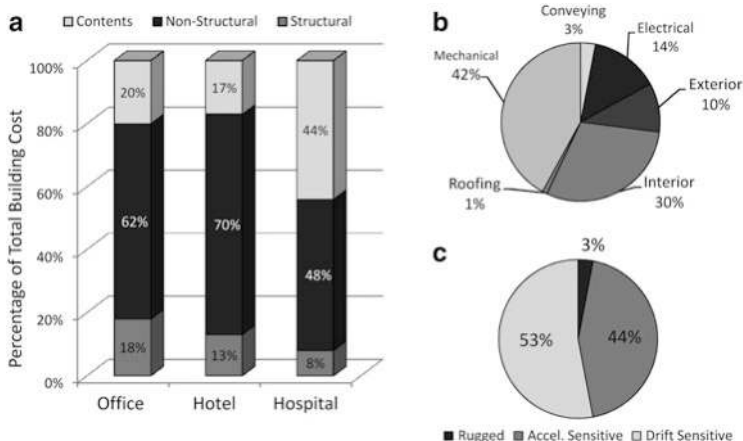 a
Contents Non-Structural Structural
Percentage of Total Building Cost
100%
80%
60%
40%
20%
0%
20%
62%
18%
17%
70%
13%
44%
48%
8%
Office Hotel Hospital
b
Conveying
3%
Electrical
14%
Exterior
10%
Interior
30%
Roofing
1%
Mechanical
42%
c
3%
44%
53%
Rugged Accel. Sensitive Drift Sensitive